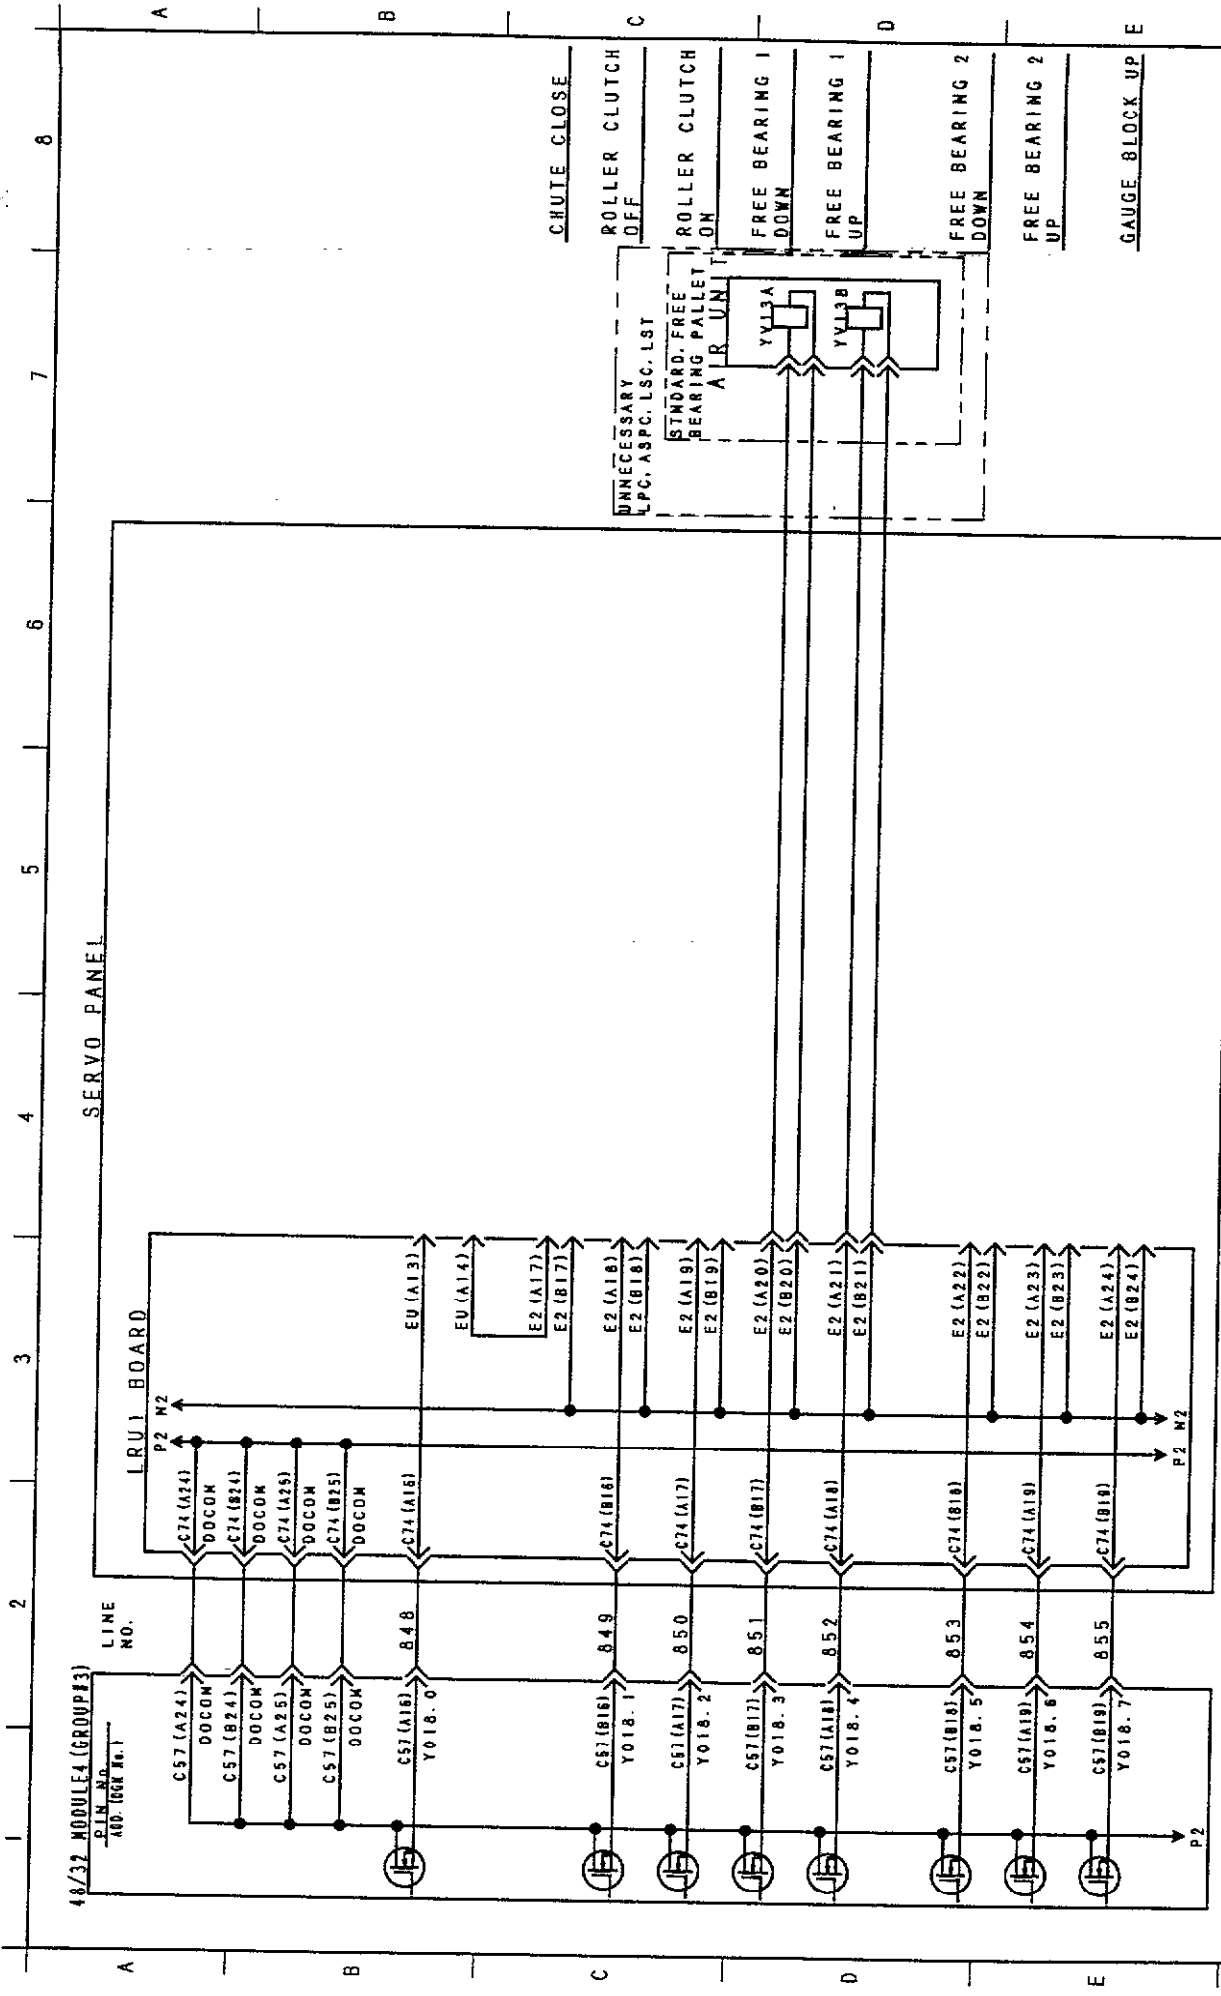 1 2 3 4 5 6 7 8
A
B
C
D
E
A
B
C
D
E
SERVO PANEL
48/32 MODULE4 (GROUP#3)
PIN No.
ADD. (DGN No.)
LINE
NO.
LRU1 BOARD
P2 N2
C57(A24)
DOCOM
C74(A24)
DOCOM
C57(B24)
DOCOM
C74(B24)
DOCOM
C57(A25)
DOCOM
C74(A25)
DOCOM
C57(B25)
DOCOM
C74(B25)
DOCOM
C57(A16)
Y018.0
848
C74(A16)
EU(A13)
EU(A14)
E2(A17)
E2(B17)
CHUTE CLOSE
C57(B16)
Y018.1
849
C74(B16)
E2(A18)
E2(B18)
ROLLER CLUTCH
OFF
C57(A17)
Y018.2
850
C74(A17)
E2(A19)
E2(B19)
ROLLER CLUTCH
ON
C57(B17)
Y018.3
851
C74(B17)
E2(A20)
E2(B20)
FREE BEARING 1
DOWN
C57(A18)
Y018.4
852
C74(A18)
E2(A21)
E2(B21)
FREE BEARING 1
UP
C57(B18)
Y018.5
853
C74(B18)
E2(A22)
E2(B22)
FREE BEARING 2
DOWN
C57(A19)
Y018.6
854
C74(A19)
E2(A23)
E2(B23)
FREE BEARING 2
UP
C57(B19)
Y018.7
855
C74(B19)
E2(A24)
E2(B24)
GAUGE BLOCK UP
UNNECESSARY
LPC. ASPC. LSC. LST
STNDARD. FREE
BEARING PALLET
AIR UNIT
YV13A
YV13B
P2
P2 N2